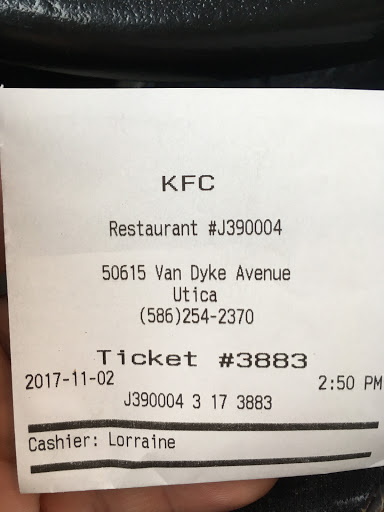 KFC
Restaurant #J390004
50615 Van Dyke Avenue
Utica
(586)254-2370
Ticket #3883
2017-11-02 2:50 PM
J390004 3 17 3883
Cashier: Lorraine